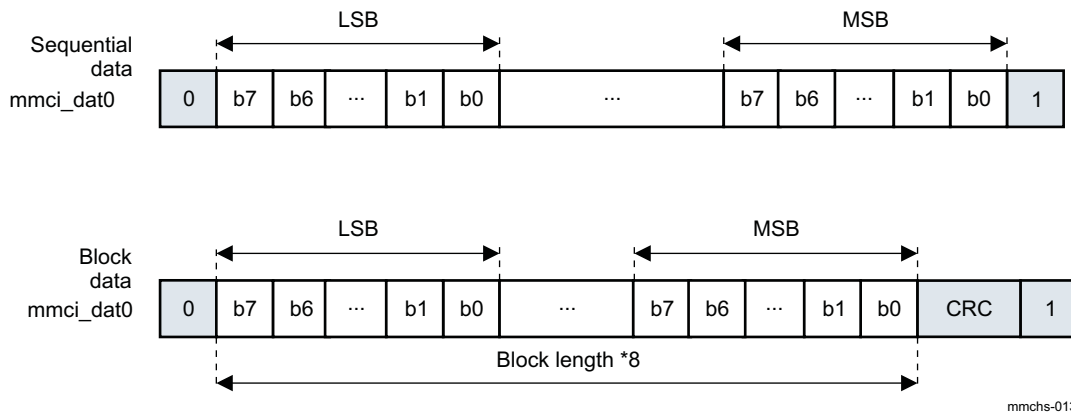 LSB MSB
Sequential
data
mmci_dat0 0 b7 b6 ... b1 b0 ... b7 b6 ... b1 b0 1
LSB MSB
Block
data
mmci_dat0 0 b7 b6 ... b1 b0 ... b7 b6 ... b1 b0 CRC 1
Block length *8